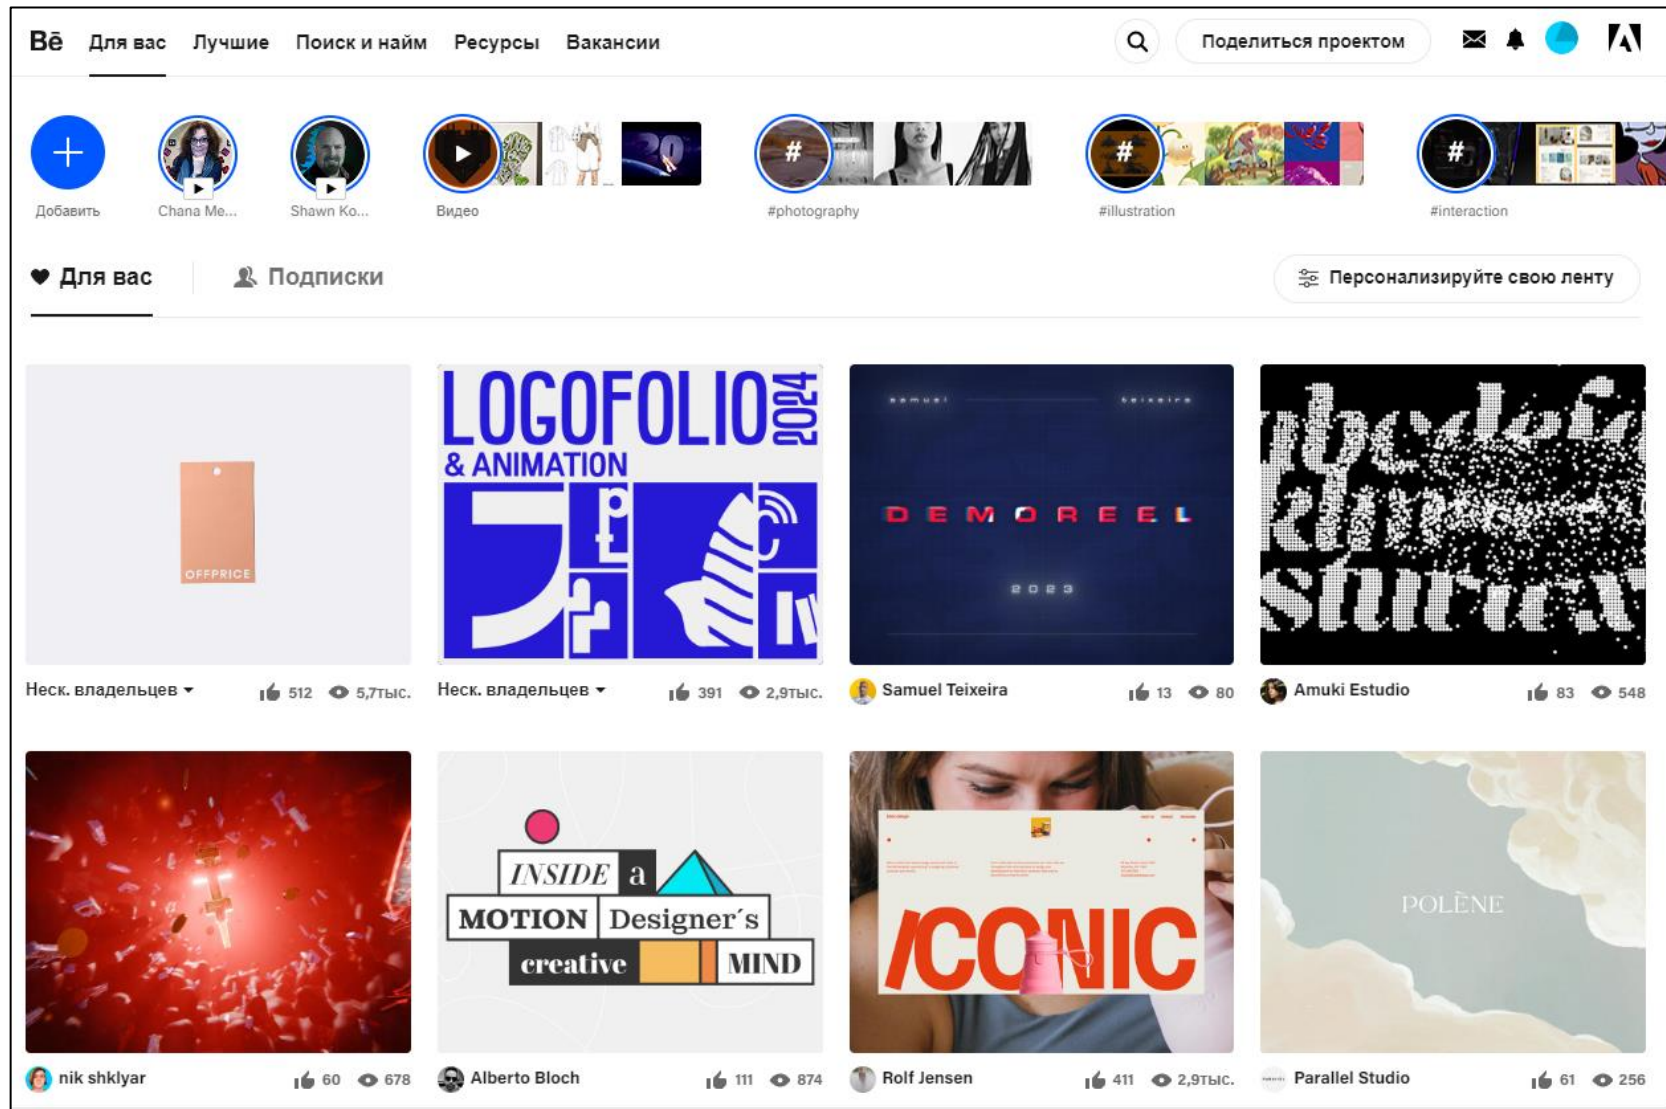 Bē Для вас Лучшие Поиск и найм Ресурсы Вакансии Поделиться проектом
Добавить Chana Me... Shawn Ko... Видео #photography #illustration #interaction
Для вас Подписки Персонализируйте свою ленту
OFFPRICE
LOGOFOLIO 2024
& ANIMATION
samuel teixeira
DEMOREEL
2023
Неск. владельцев 512 5,7тыс. Неск. владельцев 391 2,9тыс. Samuel Teixeira 13 80 Amuki Estudio 83 548
INSIDE a
MOTION Designer´s
creative MIND
ICONIC
POLÈNE
nik shklyar 60 678 Alberto Bloch 111 874 Rolf Jensen 411 2,9тыс. Parallel Studio 61 256